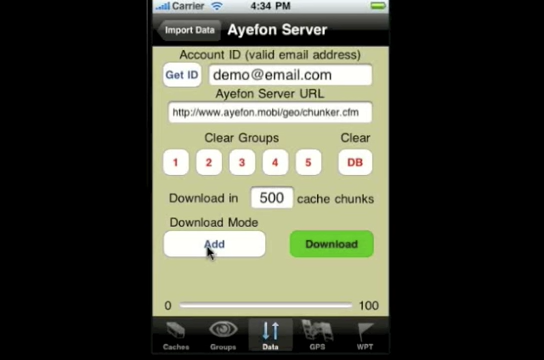 Carrier 4:34 PM
Import Data Ayefon Server
Account ID (valid email address)
Get ID demo@email.com
Ayefon Server URL
http://www.ayefon.mobi/geo/chunker.cfm
Clear Groups Clear
1 2 3 4 5 DB
Download in 500 cache chunks
Download Mode
Add Download
0 100
Caches Groups Data GPS WPT